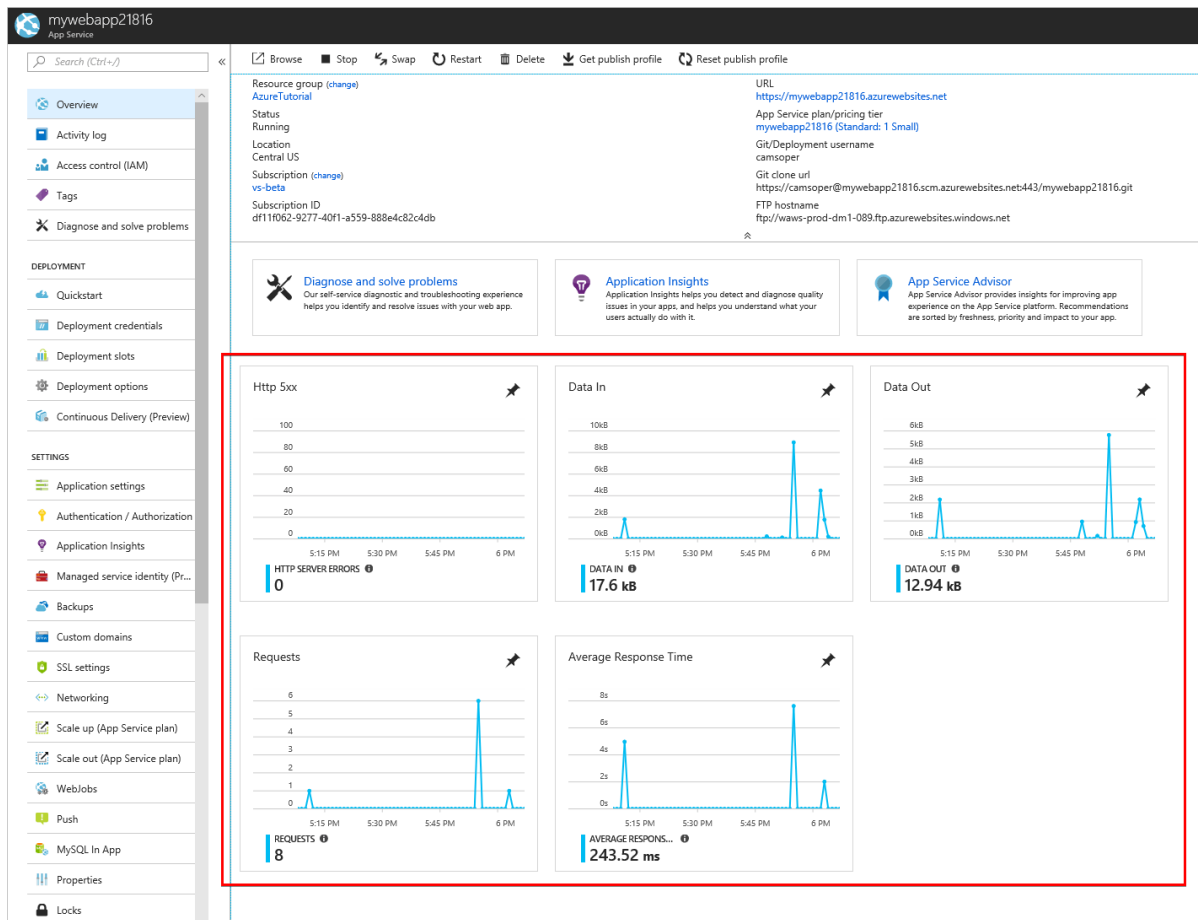 mywebapp21816
App Service
Search (Ctrl+/)
«
Overview
Activity log
Access control (IAM)
Tags
Diagnose and solve problems
DEPLOYMENT
Quickstart
Deployment credentials
Deployment slots
Deployment options
Continuous Delivery (Preview)
SETTINGS
Application settings
Authentication / Authorization
Application Insights
Managed service identity (Pr...
Backups
Custom domains
SSL settings
Networking
Scale up (App Service plan)
Scale out (App Service plan)
WebJobs
Push
MySQL In App
Properties
Locks
Browse Stop Swap Restart Delete Get publish profile Reset publish profile
Resource group (change)
AzureTutorial
Status
Running
Location
Central US
Subscription (change)
vs-beta
Subscription ID
df11f062-9277-40f1-a559-888e4c82c4db
URL
https://mywebapp21816.azurewebsites.net
App Service plan/pricing tier
mywebapp21816 (Standard: 1 Small)
Git/Deployment username
camsoper
Git clone url
https://camsoper@mywebapp21816.scm.azurewebsites.net:443/mywebapp21816.git
FTP hostname
ftp://waws-prod-dm1-089.ftp.azurewebsites.windows.net
Diagnose and solve problems
Our self-service diagnostic and troubleshooting experience
helps you identify and resolve issues with your web app.
Application Insights
Application Insights helps you detect and diagnose quality
issues in your apps, and helps you understand what your
users actually do with it.
App Service Advisor
App Service Advisor provides insights for improving app
experience on the App Service platform. Recommendations
are sorted by freshness, priority and impact to your app.
Http 5xx
100
80
60
40
20
0
5:15 PM 5:30 PM 5:45 PM 6 PM
HTTP SERVER ERRORS
0
Data In
10kB
8kB
6kB
4kB
2kB
0kB
5:15 PM 5:30 PM 5:45 PM 6 PM
DATA IN
17.6 kB
Data Out
6kB
5kB
4kB
3kB
2kB
1kB
0kB
5:15 PM 5:30 PM 5:45 PM 6 PM
DATA OUT
12.94 kB
Requests
6
5
4
3
2
1
0
5:15 PM 5:30 PM 5:45 PM 6 PM
REQUESTS
8
Average Response Time
8s
6s
4s
2s
0s
5:15 PM 5:30 PM 5:45 PM 6 PM
AVERAGE RESPONS...
243.52 ms